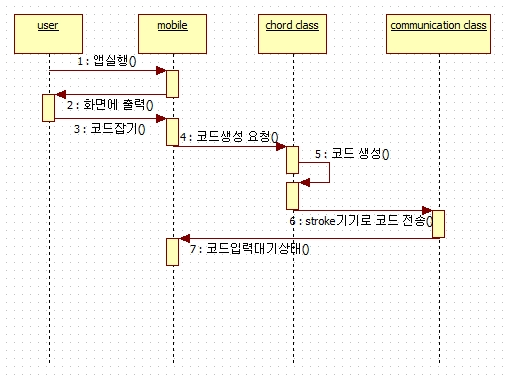 user
mobile
chord class
communication class
1 : 앱실행()
2 : 화면에 출력()
3 : 코드잡기()
4 : 코드생성 요청()
5 : 코드 생성()
6 : stroke기기로 코드 전송()
7 : 코드입력대기상태()